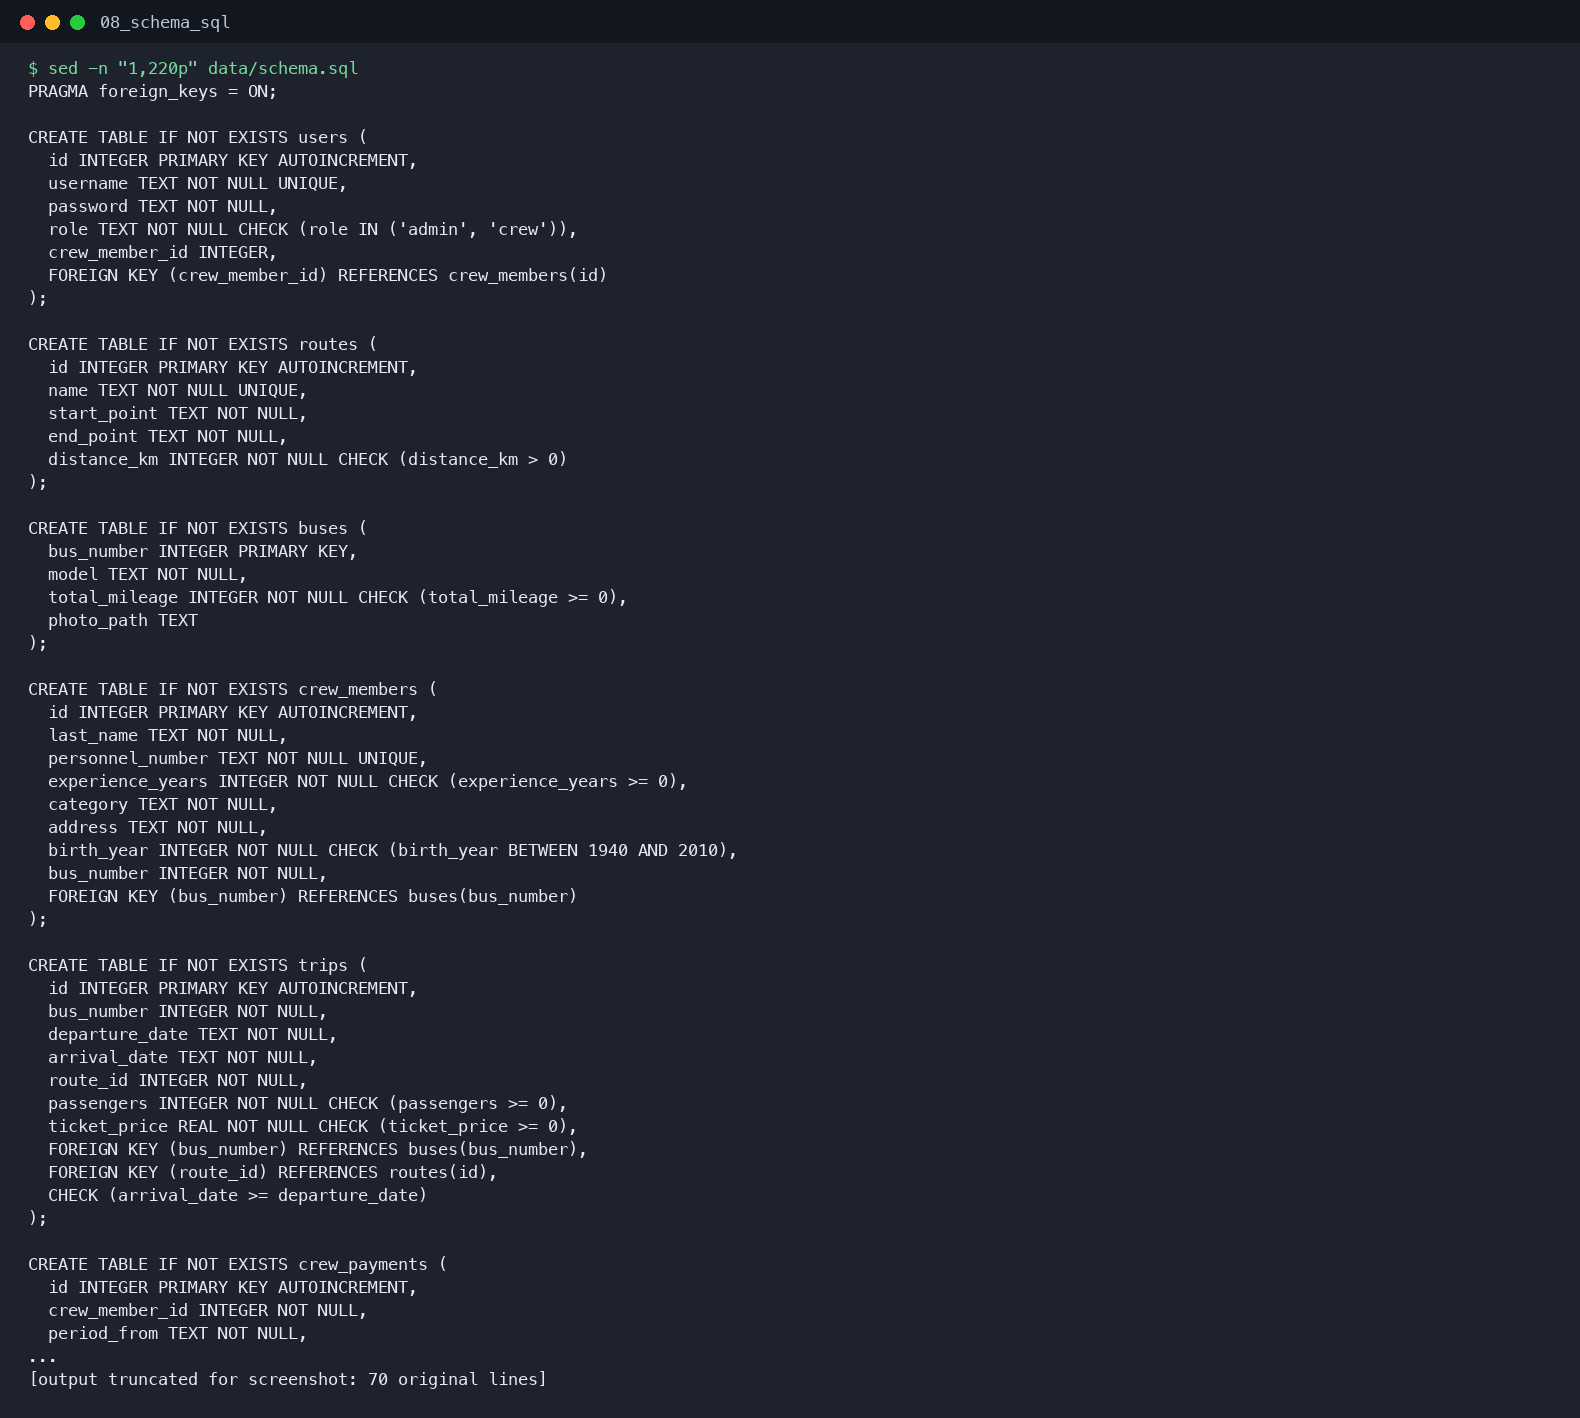 08_schema_sql
$ sed -n "1,220p" data/schema.sql
PRAGMA foreign_keys = ON;

CREATE TABLE IF NOT EXISTS users (
  id INTEGER PRIMARY KEY AUTOINCREMENT,
  username TEXT NOT NULL UNIQUE,
  password TEXT NOT NULL,
  role TEXT NOT NULL CHECK (role IN ('admin', 'crew')),
  crew_member_id INTEGER,
  FOREIGN KEY (crew_member_id) REFERENCES crew_members(id)
);

CREATE TABLE IF NOT EXISTS routes (
  id INTEGER PRIMARY KEY AUTOINCREMENT,
  name TEXT NOT NULL UNIQUE,
  start_point TEXT NOT NULL,
  end_point TEXT NOT NULL,
  distance_km INTEGER NOT NULL CHECK (distance_km > 0)
);

CREATE TABLE IF NOT EXISTS buses (
  bus_number INTEGER PRIMARY KEY,
  model TEXT NOT NULL,
  total_mileage INTEGER NOT NULL CHECK (total_mileage >= 0),
  photo_path TEXT
);

CREATE TABLE IF NOT EXISTS crew_members (
  id INTEGER PRIMARY KEY AUTOINCREMENT,
  last_name TEXT NOT NULL,
  personnel_number TEXT NOT NULL UNIQUE,
  experience_years INTEGER NOT NULL CHECK (experience_years >= 0),
  category TEXT NOT NULL,
  address TEXT NOT NULL,
  birth_year INTEGER NOT NULL CHECK (birth_year BETWEEN 1940 AND 2010),
  bus_number INTEGER NOT NULL,
  FOREIGN KEY (bus_number) REFERENCES buses(bus_number)
);

CREATE TABLE IF NOT EXISTS trips (
  id INTEGER PRIMARY KEY AUTOINCREMENT,
  bus_number INTEGER NOT NULL,
  departure_date TEXT NOT NULL,
  arrival_date TEXT NOT NULL,
  route_id INTEGER NOT NULL,
  passengers INTEGER NOT NULL CHECK (passengers >= 0),
  ticket_price REAL NOT NULL CHECK (ticket_price >= 0),
  FOREIGN KEY (bus_number) REFERENCES buses(bus_number),
  FOREIGN KEY (route_id) REFERENCES routes(id),
  CHECK (arrival_date >= departure_date)
);

CREATE TABLE IF NOT EXISTS crew_payments (
  id INTEGER PRIMARY KEY AUTOINCREMENT,
  crew_member_id INTEGER NOT NULL,
  period_from TEXT NOT NULL,
...
[output truncated for screenshot: 70 original lines]